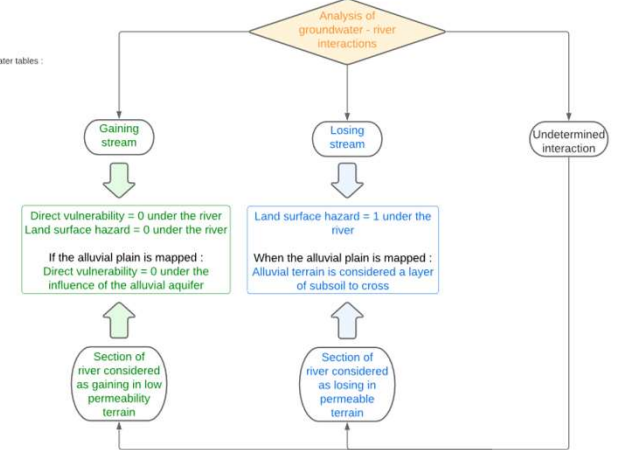 Analysis of
groundwater - river
interactions
ater tables :
Gaining
stream
Losing
stream
Undetermined
interaction
Direct vulnerability = 0 under the river
Land surface hazard = 0 under the river
If the alluvial plain is mapped :
Direct vulnerability = 0 under the
influence of the alluvial aquifer
Land surface hazard = 1 under the
river
When the alluvial plain is mapped :
Alluvial terrain is considered a layer
of subsoil to cross
Section of
river considered
as gaining in low
permeability
terrain
Section of
river considered
as losing in
permeable
terrain